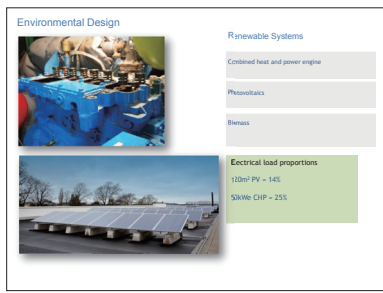 Environmental Design
Renewable Systems
Combined heat and power engine
Photovoltaics
Biomass
Electrical load proportions
120m² PV = 14%
50kWe CHP = 25%